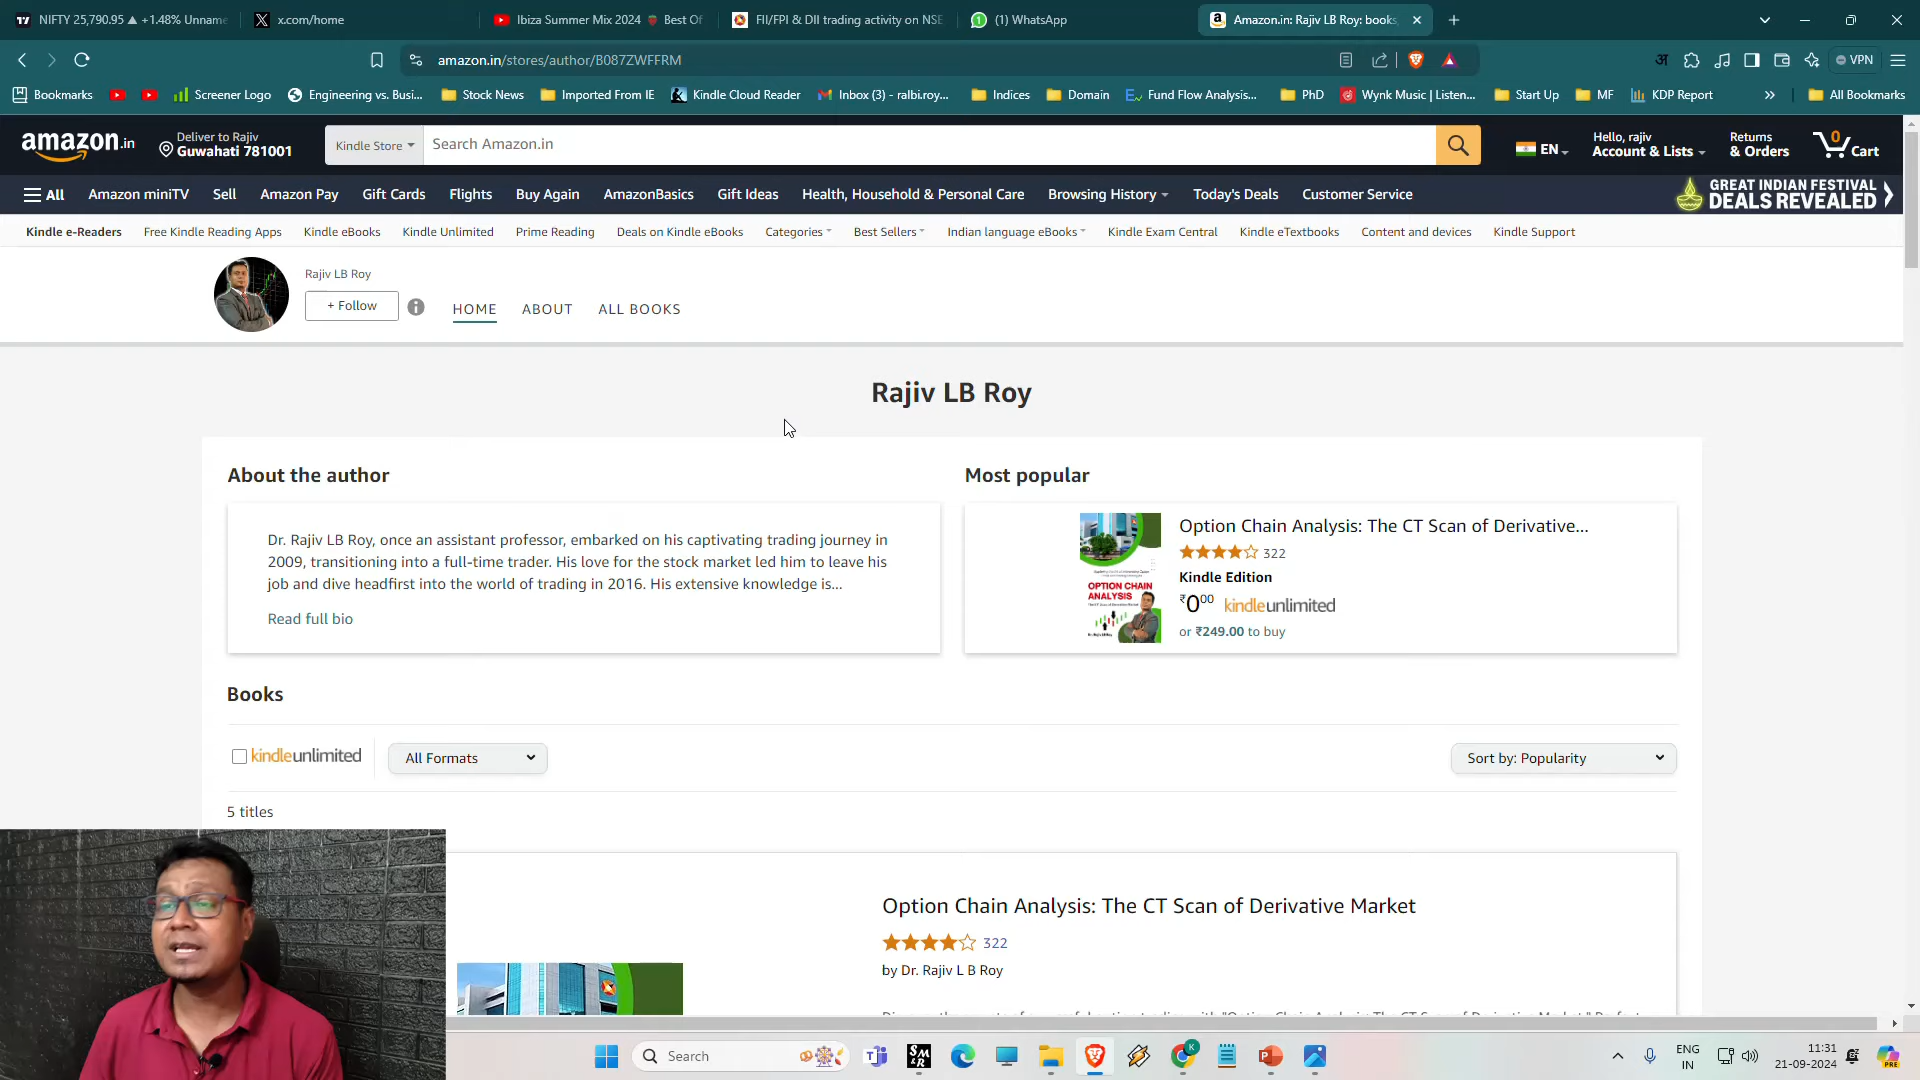 NIFTY 25,790.95 ▲ +1.48% Unname
x.com/home
Ibiza Summer Mix 2024 🍓 Best Of
FII/FPI & DII trading activity on NSE
(1) WhatsApp
Amazon.in: Rajiv LB Roy: books,
amazon.in/stores/author/B087ZWFFRM
VPN
Bookmarks
Screener Logo
Engineering vs. Busi...
Stock News
Imported From IE
Kindle Cloud Reader
Inbox (3) - ralbi.roy...
Indices
Domain
Fund Flow Analysis...
PhD
Wynk Music | Listen...
Start Up
MF
KDP Report
All Bookmarks
amazon.in
Deliver to Rajiv
Guwahati 781001
Kindle Store
Search Amazon.in
EN
Hello, rajiv
Account & Lists
Returns
& Orders
0
Cart
All
Amazon miniTV
Sell
Amazon Pay
Gift Cards
Flights
Buy Again
AmazonBasics
Gift Ideas
Health, Household & Personal Care
Browsing History
Today's Deals
Customer Service
GREAT INDIAN FESTIVAL
DEALS REVEALED
Kindle e-Readers
Free Kindle Reading Apps
Kindle eBooks
Kindle Unlimited
Prime Reading
Deals on Kindle eBooks
Categories
Best Sellers
Indian language eBooks
Kindle Exam Central
Kindle eTextbooks
Content and devices
Kindle Support
Rajiv LB Roy
+ Follow
HOME
ABOUT
ALL BOOKS
Rajiv LB Roy
About the author
Dr. Rajiv LB Roy, once an assistant professor, embarked on his captivating trading journey in
2009, transitioning into a full-time trader. His love for the stock market led him to leave his
job and dive headfirst into the world of trading in 2016. His extensive knowledge is...
Read full bio
Most popular
OPTION CHAIN
ANALYSIS
Option Chain Analysis: The CT Scan of Derivative...
322
Kindle Edition
₹000 kindleunlimited
or ₹249.00 to buy
Books
kindleunlimited
All Formats
Sort by: Popularity
5 titles
Option Chain Analysis: The CT Scan of Derivative Market
322
by Dr. Rajiv L B Roy
Search
ENG
IN
11:31
21-09-2024